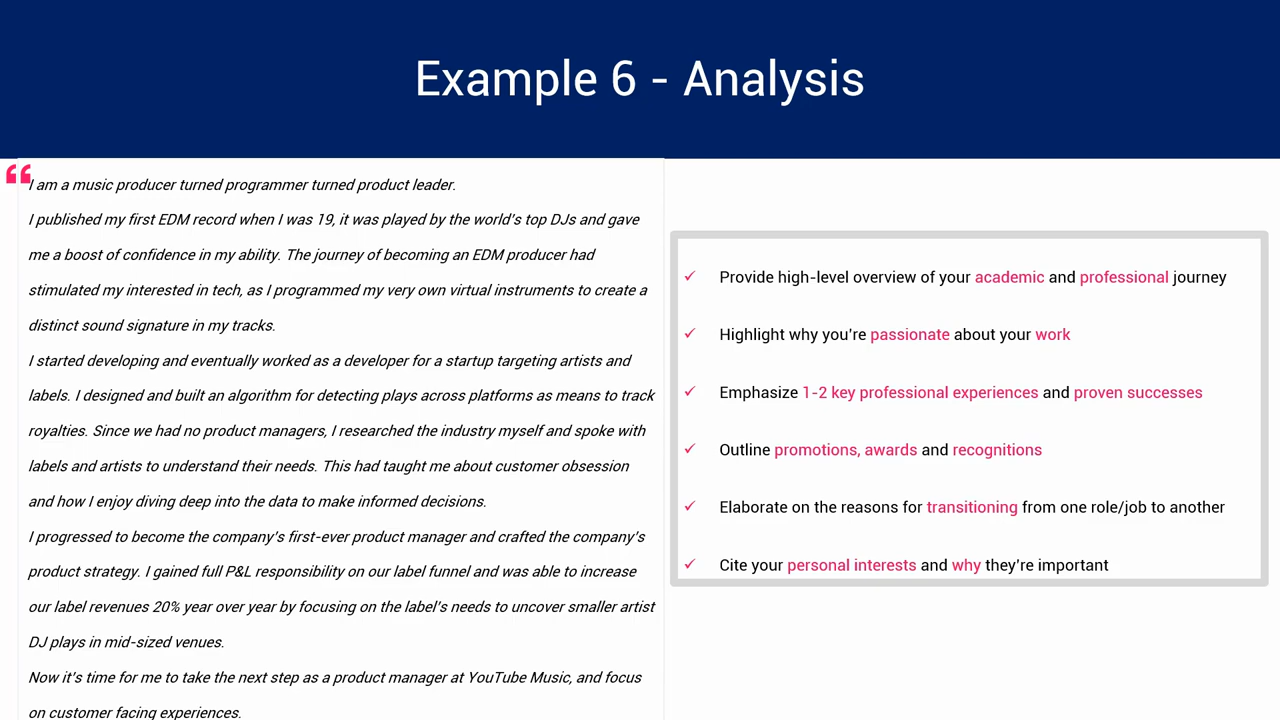 Example 6 - Analysis
“
I am a music producer turned programmer turned product leader.
I published my first EDM record when I was 19, it was played by the world's top DJs and gave
me a boost of confidence in my ability. The journey of becoming an EDM producer had
stimulated my interested in tech, as I programmed my very own virtual instruments to create a
distinct sound signature in my tracks.
I started developing and eventually worked as a developer for a startup targeting artists and
labels. I designed and built an algorithm for detecting plays across platforms as means to track
royalties. Since we had no product managers, I researched the industry myself and spoke with
labels and artists to understand their needs. This had taught me about customer obsession
and how I enjoy diving deep into the data to make informed decisions.
I progressed to become the company's first-ever product manager and crafted the company's
product strategy. I gained full P&L responsibility on our label funnel and was able to increase
our label revenues 20% year over year by focusing on the label's needs to uncover smaller artist
DJ plays in mid-sized venues.
Now it's time for me to take the next step as a product manager at YouTube Music, and focus
on customer facing experiences.
✓ Provide high-level overview of your academic and professional journey
✓ Highlight why you're passionate about your work
✓ Emphasize 1-2 key professional experiences and proven successes
✓ Outline promotions, awards and recognitions
✓ Elaborate on the reasons for transitioning from one role/job to another
✓ Cite your personal interests and why they're important